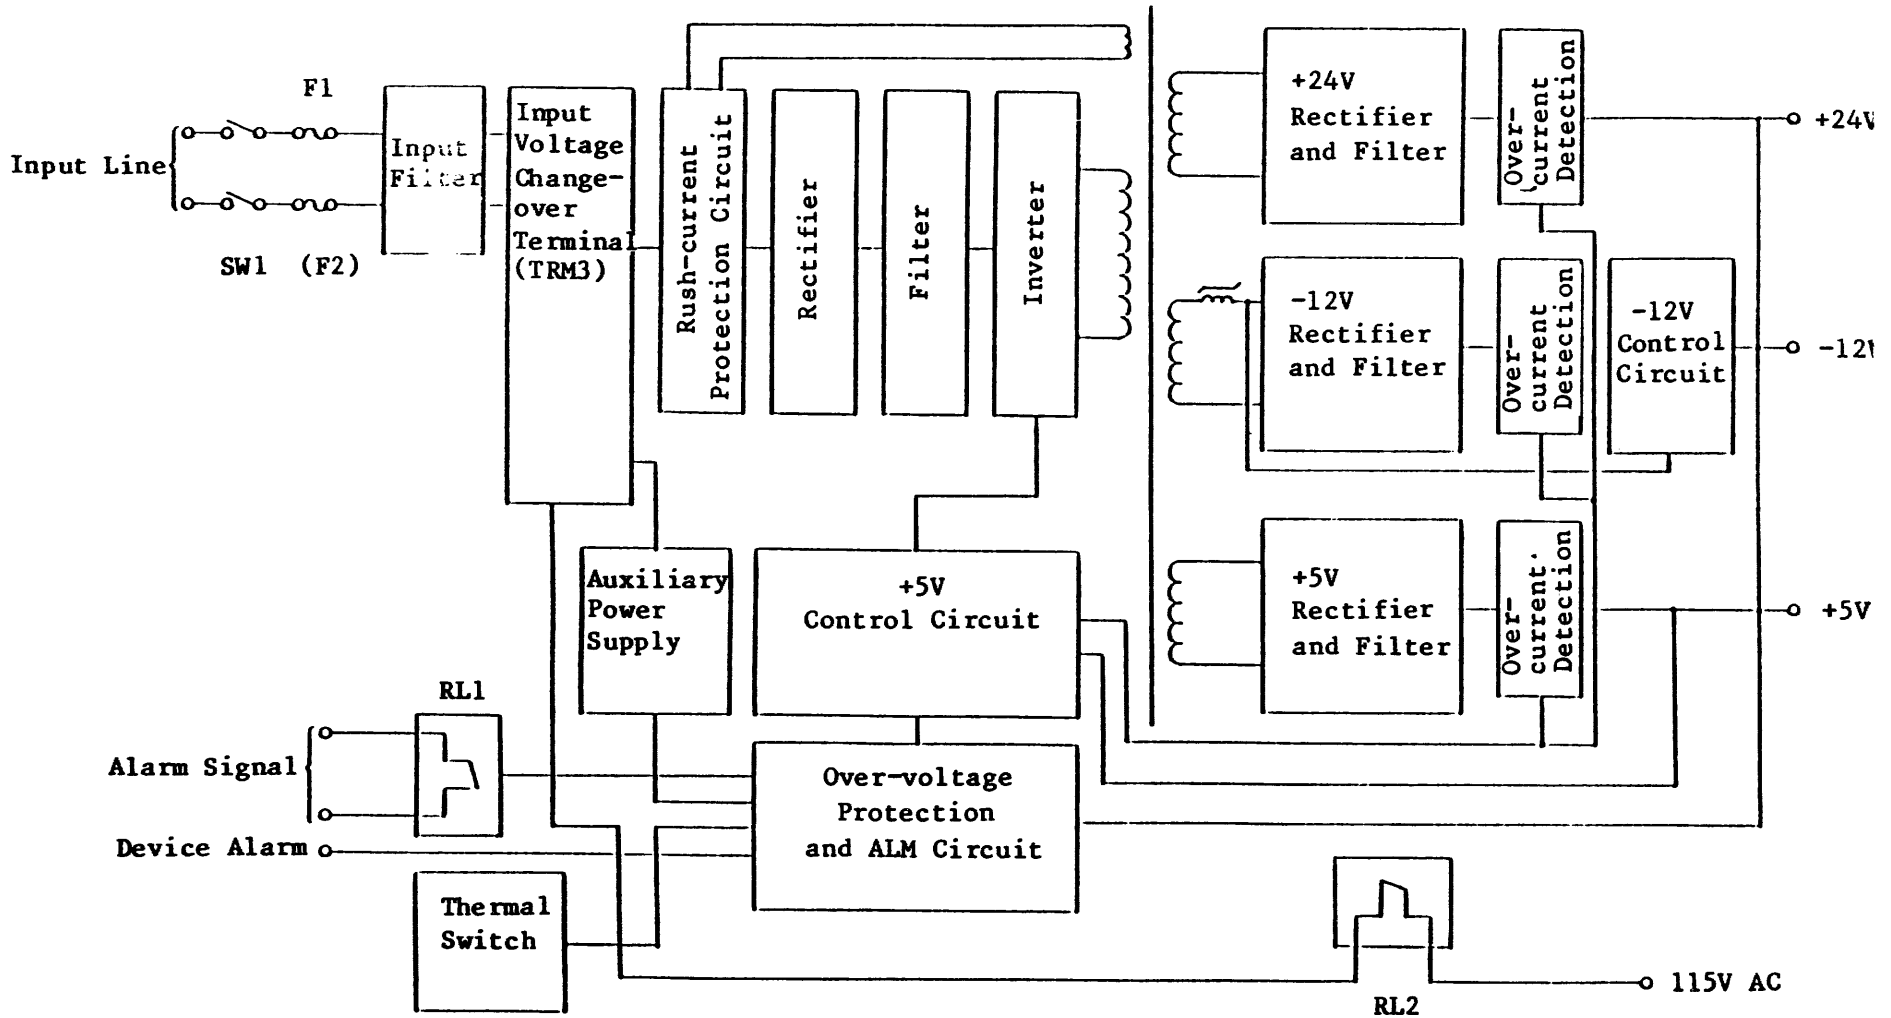 F1
Input Line
SW1 (F2)
Input
Filter
Input
Voltage
Change-
over
Terminal
(TRM3)
Rush-current
Protection Circuit
Rectifier
Filter
Inverter
+24V
Rectifier
and Filter
Over-
current
Detection
+24V
-12V
Rectifier
and Filter
Over-
current
Detection
-12V
Control
Circuit
-12V
+5V
Rectifier
and Filter
Over-
current
Detection
+5V
Auxiliary
Power
Supply
+5V
Control Circuit
RL1
Alarm Signal
Device Alarm
Over-voltage
Protection
and ALM Circuit
Thermal
Switch
RL2
115V AC